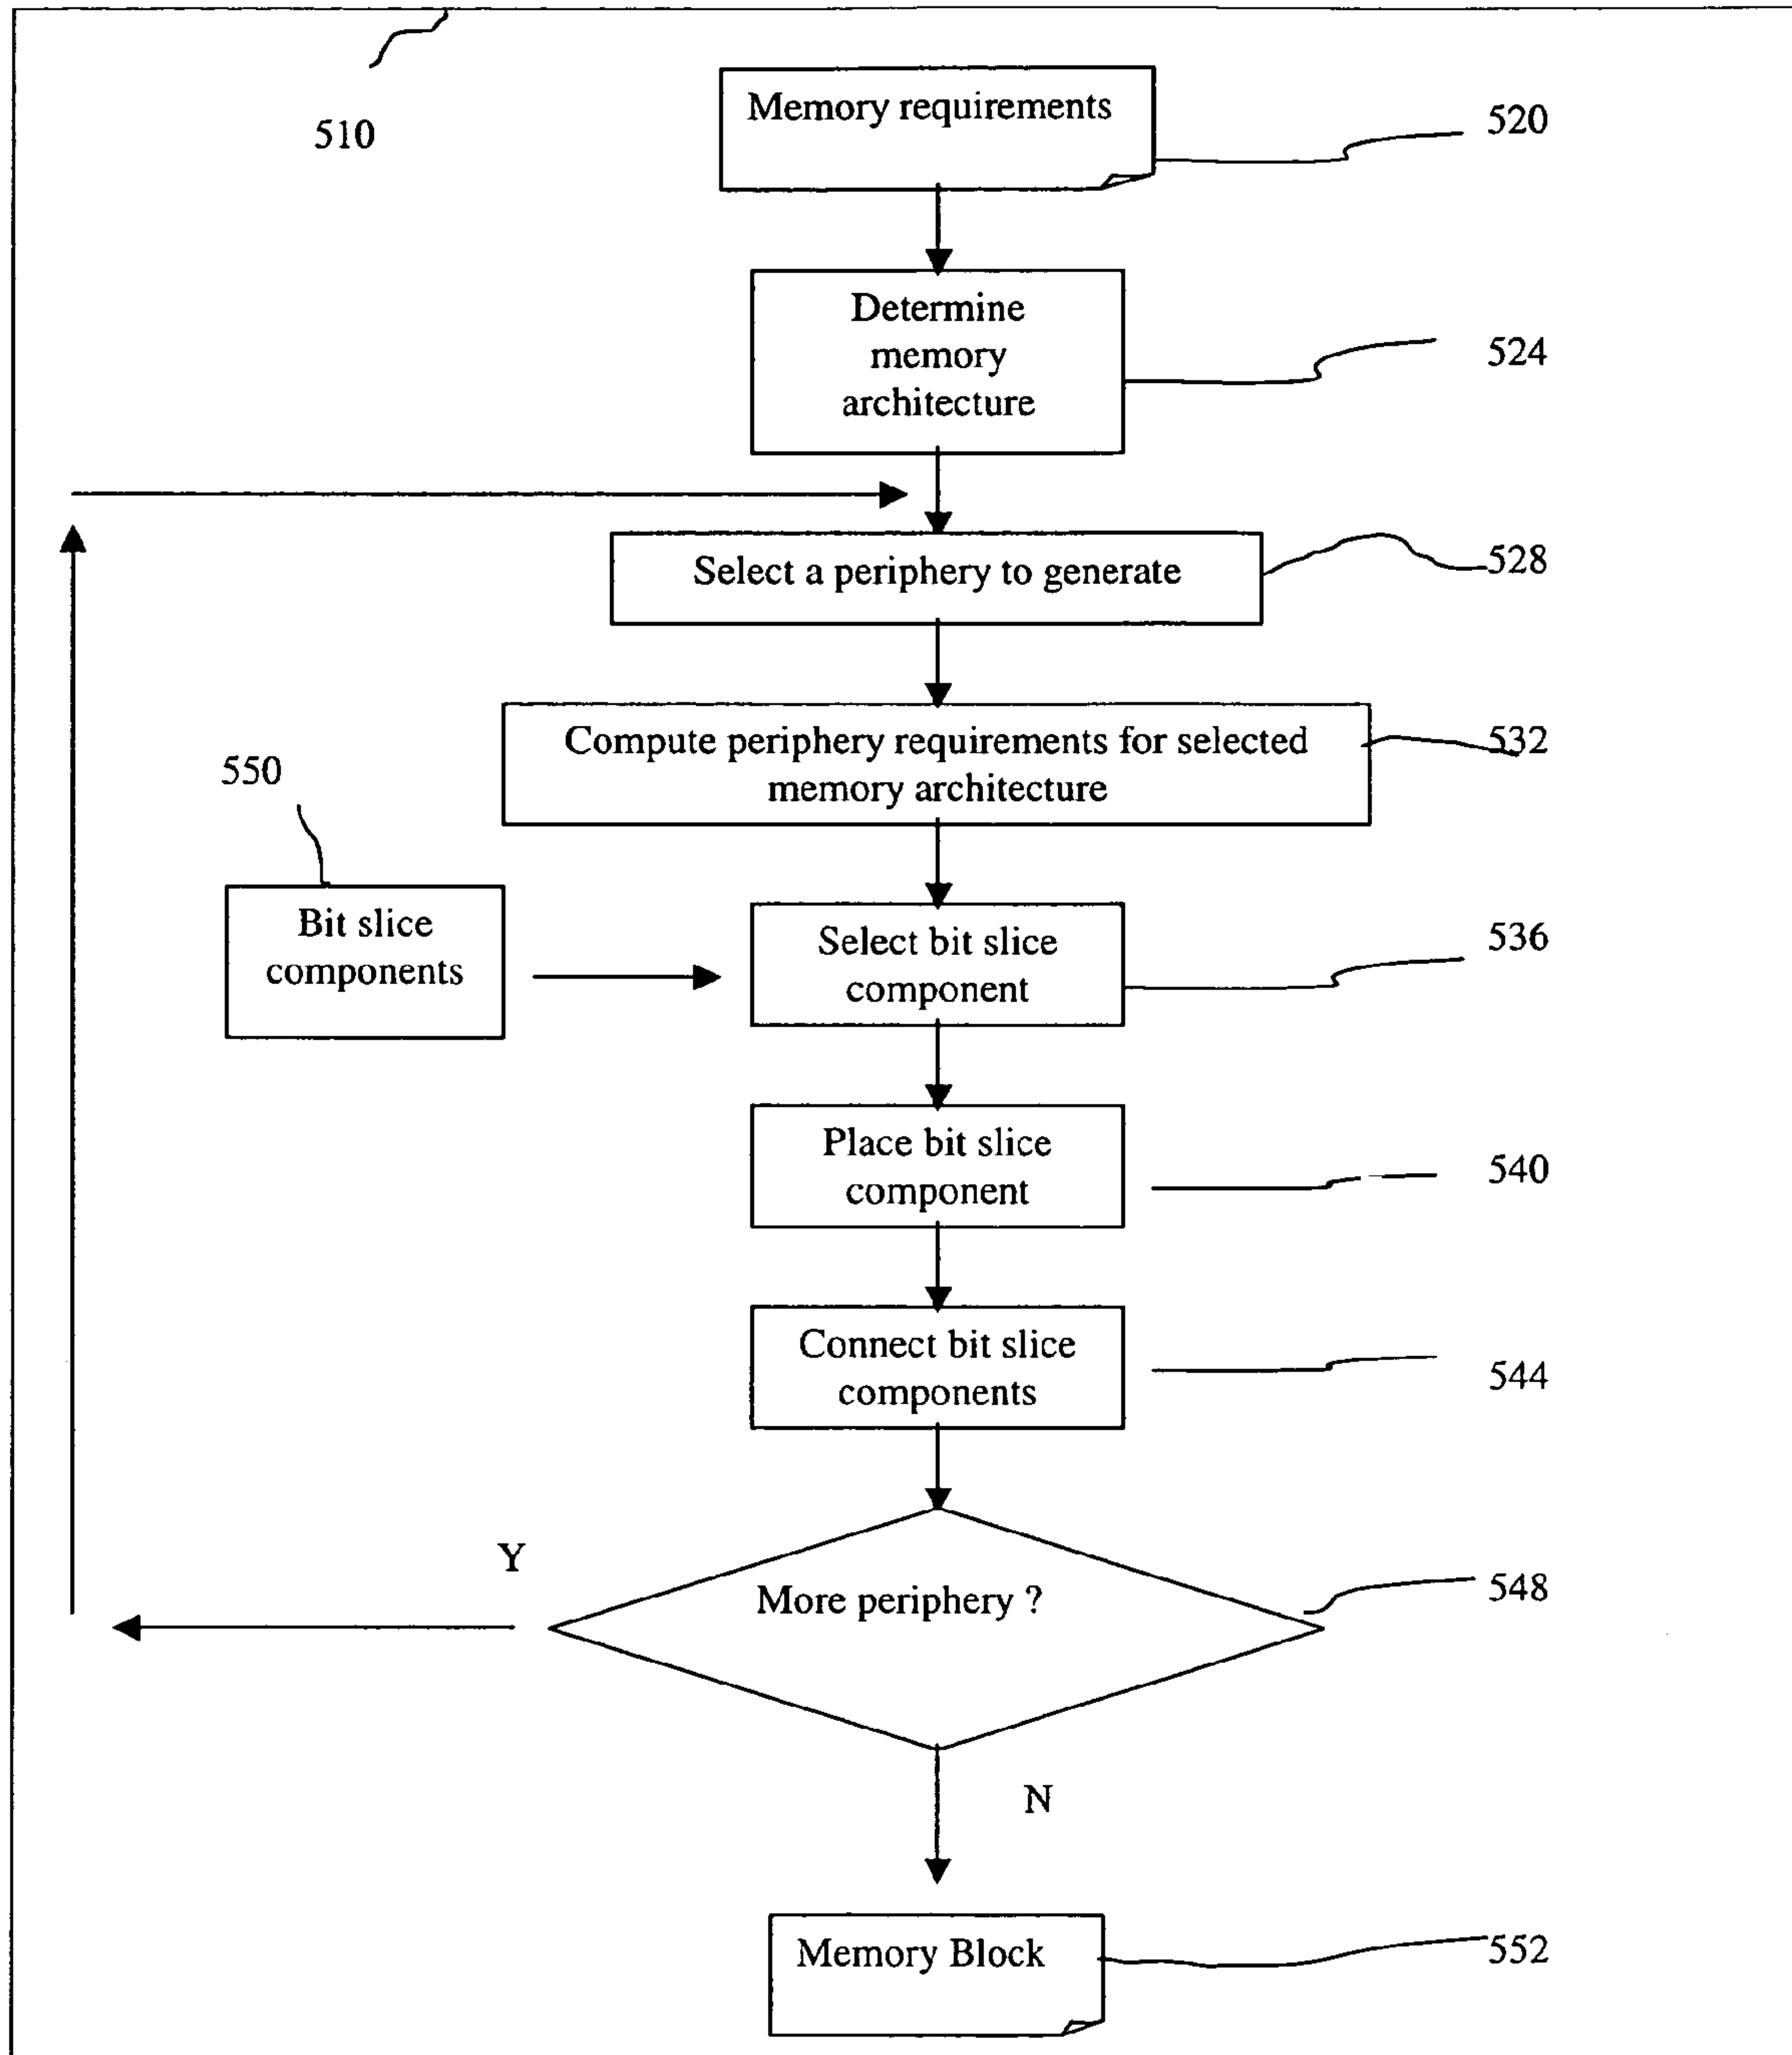 510
Memory requirements
520
Determine
memory
architecture
524
Select a periphery to generate
528
Compute periphery requirements for selected
memory architecture
532
550
Bit slice
components
Select bit slice
component
536
Place bit slice
component
540
Connect bit slice
components
544
Y
More periphery ?
548
N
Memory Block
552